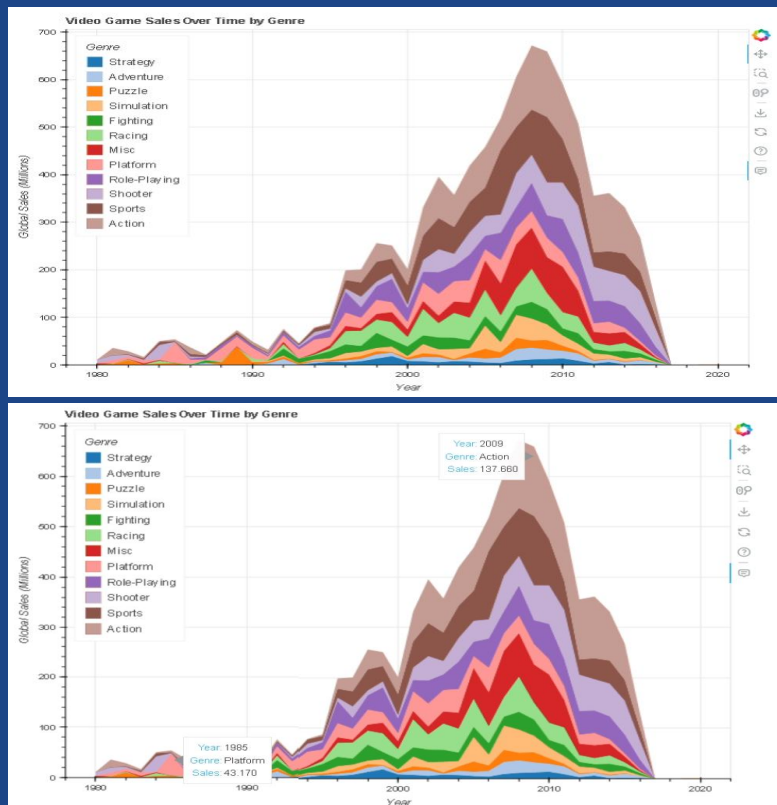 Video Game Sales Over Time by Genre
700
600
500
400
300
200
100
0
Global Sales (Millions)
Genre
Strategy
Adventure
Puzzle
Simulation
Fighting
Racing
Misc
Platform
Role-Playing
Shooter
Sports
Action
1980
1990
2000
2010
2020
Year
Video Game Sales Over Time by Genre
700
600
500
400
300
200
100
0
Global Sales (Millions)
Genre
Strategy
Adventure
Puzzle
Simulation
Fighting
Racing
Misc
Platform
Role-Playing
Shooter
Sports
Action
Year: 2009
Genre: Action
Sales: 137.660
Year: 1985
Genre: Platform
Sales: 43.170
1980
1990
2000
2010
2020
Year